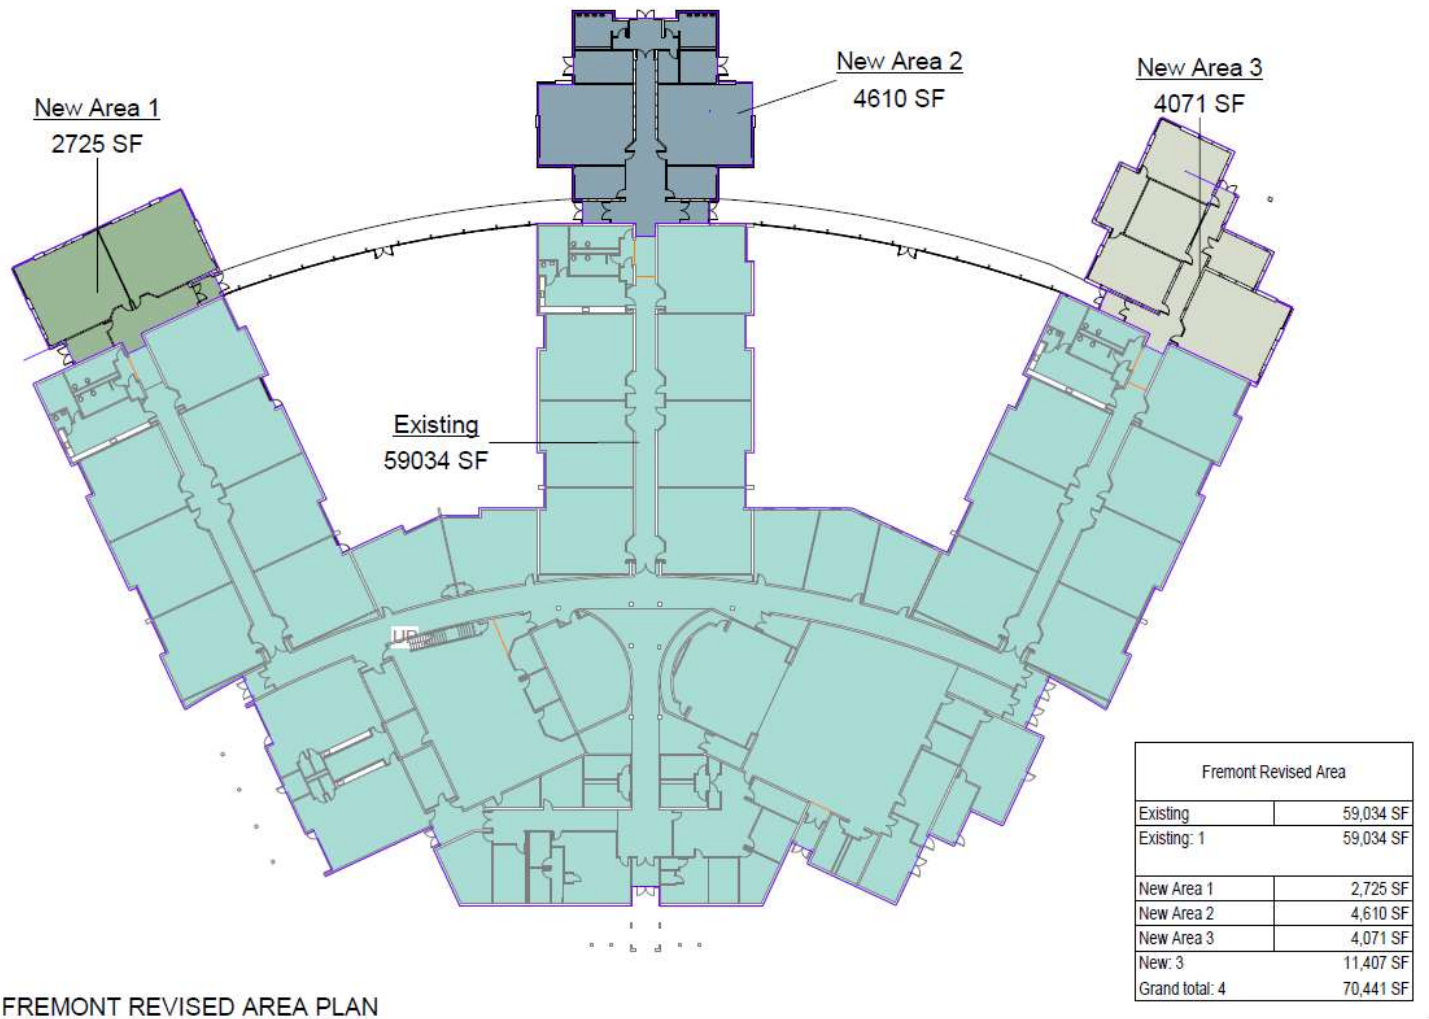 New Area 1
2725 SF
New Area 2
4610 SF
New Area 3
4071 SF
Existing
59034 SF
UP
Fremont Revised Area
Existing 59,034 SF
Existing: 1 59,034 SF
New Area 1 2,725 SF
New Area 2 4,610 SF
New Area 3 4,071 SF
New: 3 11,407 SF
Grand total: 4 70,441 SF
FREMONT REVISED AREA PLAN